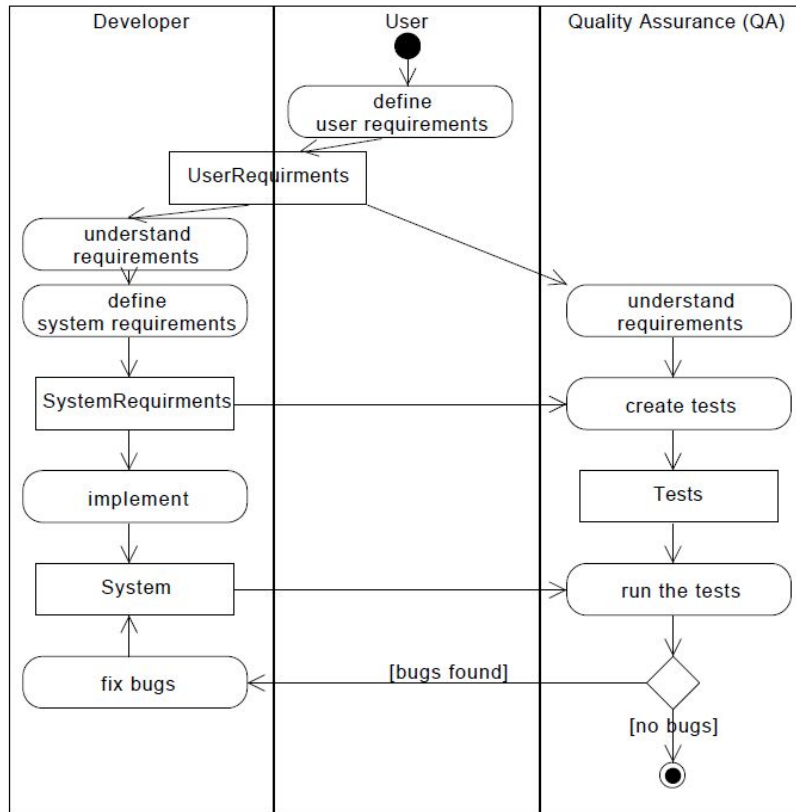 Developer
User
Quality Assurance (QA)
define
user requirements
UserRequirments
understand
requirements
define
system requirements
understand
requirements
SystemRequirments
create tests
implement
Tests
System
run the tests
fix bugs
[bugs found]
[no bugs]